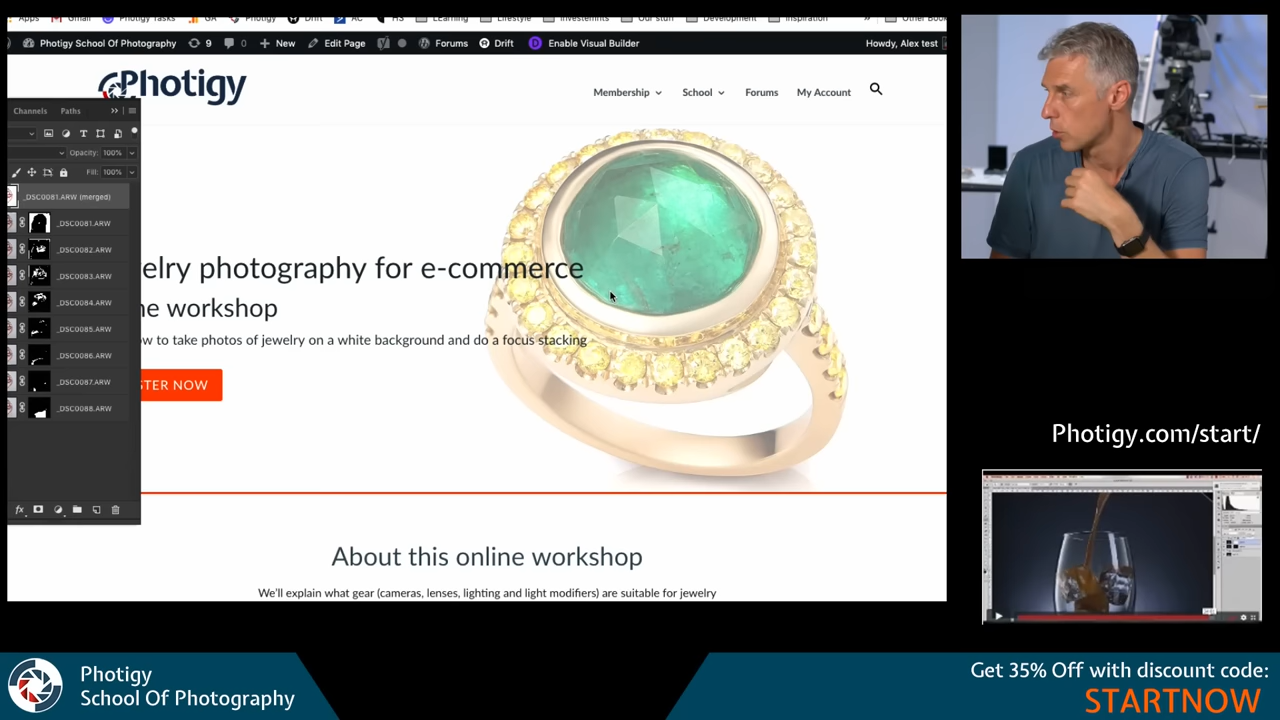 Apps
Gmail
Photigy Tasks
GA
Photigy
Drift
AC
HS
LEarning
Lifestyle
Investemnts
Our stuff
Development
Inspiration
»
Photigy School Of Photography
9
0
New
Edit Page
Forums
Drift
Enable Visual Builder
Howdy, Alex test
Photigy
Membership
School
Forums
My Account
Channels
Paths
Opacity: 100%
Fill: 100%
_DSC0081.ARW (merged)
_DSC0081.ARW
_DSC0082.ARW
_DSC0083.ARW
_DSC0084.ARW
_DSC0085.ARW
_DSC0086.ARW
_DSC0087.ARW
_DSC0088.ARW
fx
elry photography for e-commerce
ne workshop
ow to take photos of jewelry on a white background and do a focus stacking
STER NOW
About this online workshop
We'll explain what gear (cameras, lenses, lighting and light modifiers) are suitable for jewelry
Photigy.com/start/
Photigy
School Of Photography
Get 35% Off with discount code:
STARTNOW